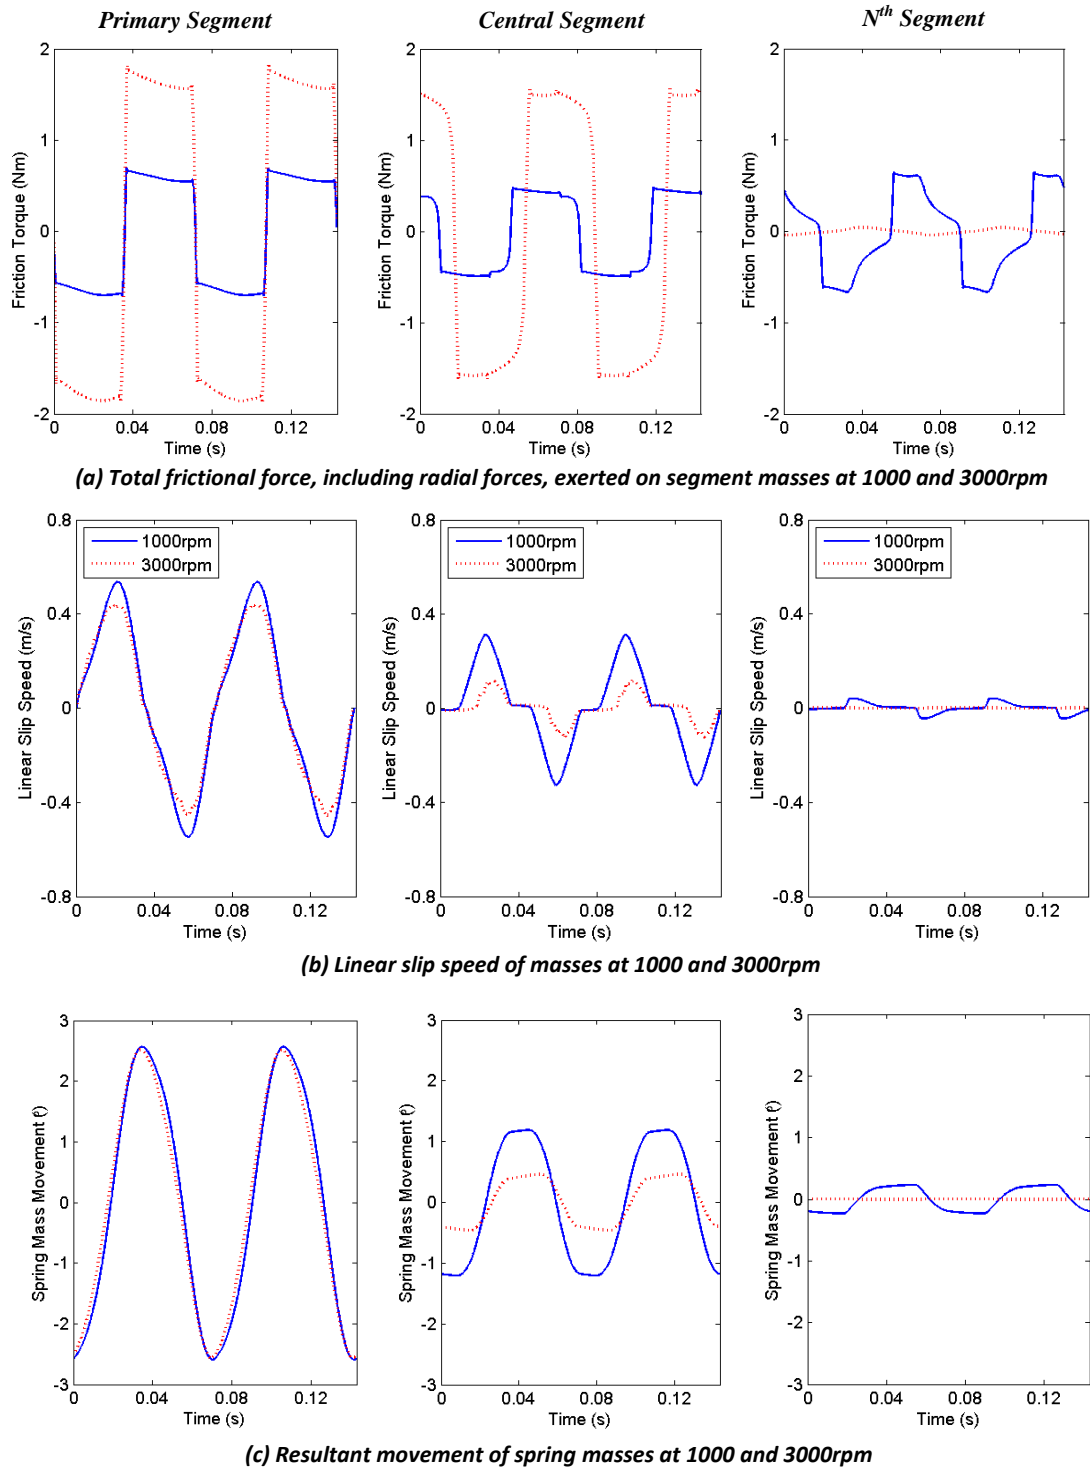 Primary Segment
Central Segment
Nth Segment
2
1
0
-1
-2
Friction Torque (Nm)
0
0.04
0.08
0.12
Time (s)
2
1
0
-1
-2
Friction Torque (Nm)
0
0.04
0.08
0.12
Time (s)
2
1
0
-1
-2
Friction Torque (Nm)
0
0.04
0.08
0.12
Time (s)
(a) Total frictional force, including radial forces, exerted on segment masses at 1000 and 3000rpm
0.8
0.4
0
-0.4
-0.8
Linear Slip Speed (m/s)
1000rpm
3000rpm
0
0.04
0.08
0.12
Time (s)
0.8
0.4
0
-0.4
-0.8
Linear Slip Speed (m/s)
1000rpm
3000rpm
0
0.04
0.08
0.12
Time (s)
0.8
0.4
0
-0.4
-0.8
Linear Slip Speed (m/s)
1000rpm
3000rpm
0
0.04
0.08
0.12
Time (s)
(b) Linear slip speed of masses at 1000 and 3000rpm
3
2
1
0
-1
-2
-3
Spring Mass Movement
0
0.04
0.08
0.12
Time (s)
3
2
1
0
-1
-2
-3
Spring Mass Movement
0
0.04
0.08
0.12
Time (s)
3
2
1
0
-1
-2
-3
Spring Mass Movement
0
0.04
0.08
0.12
Time (s)
(c) Resultant movement of spring masses at 1000 and 3000rpm